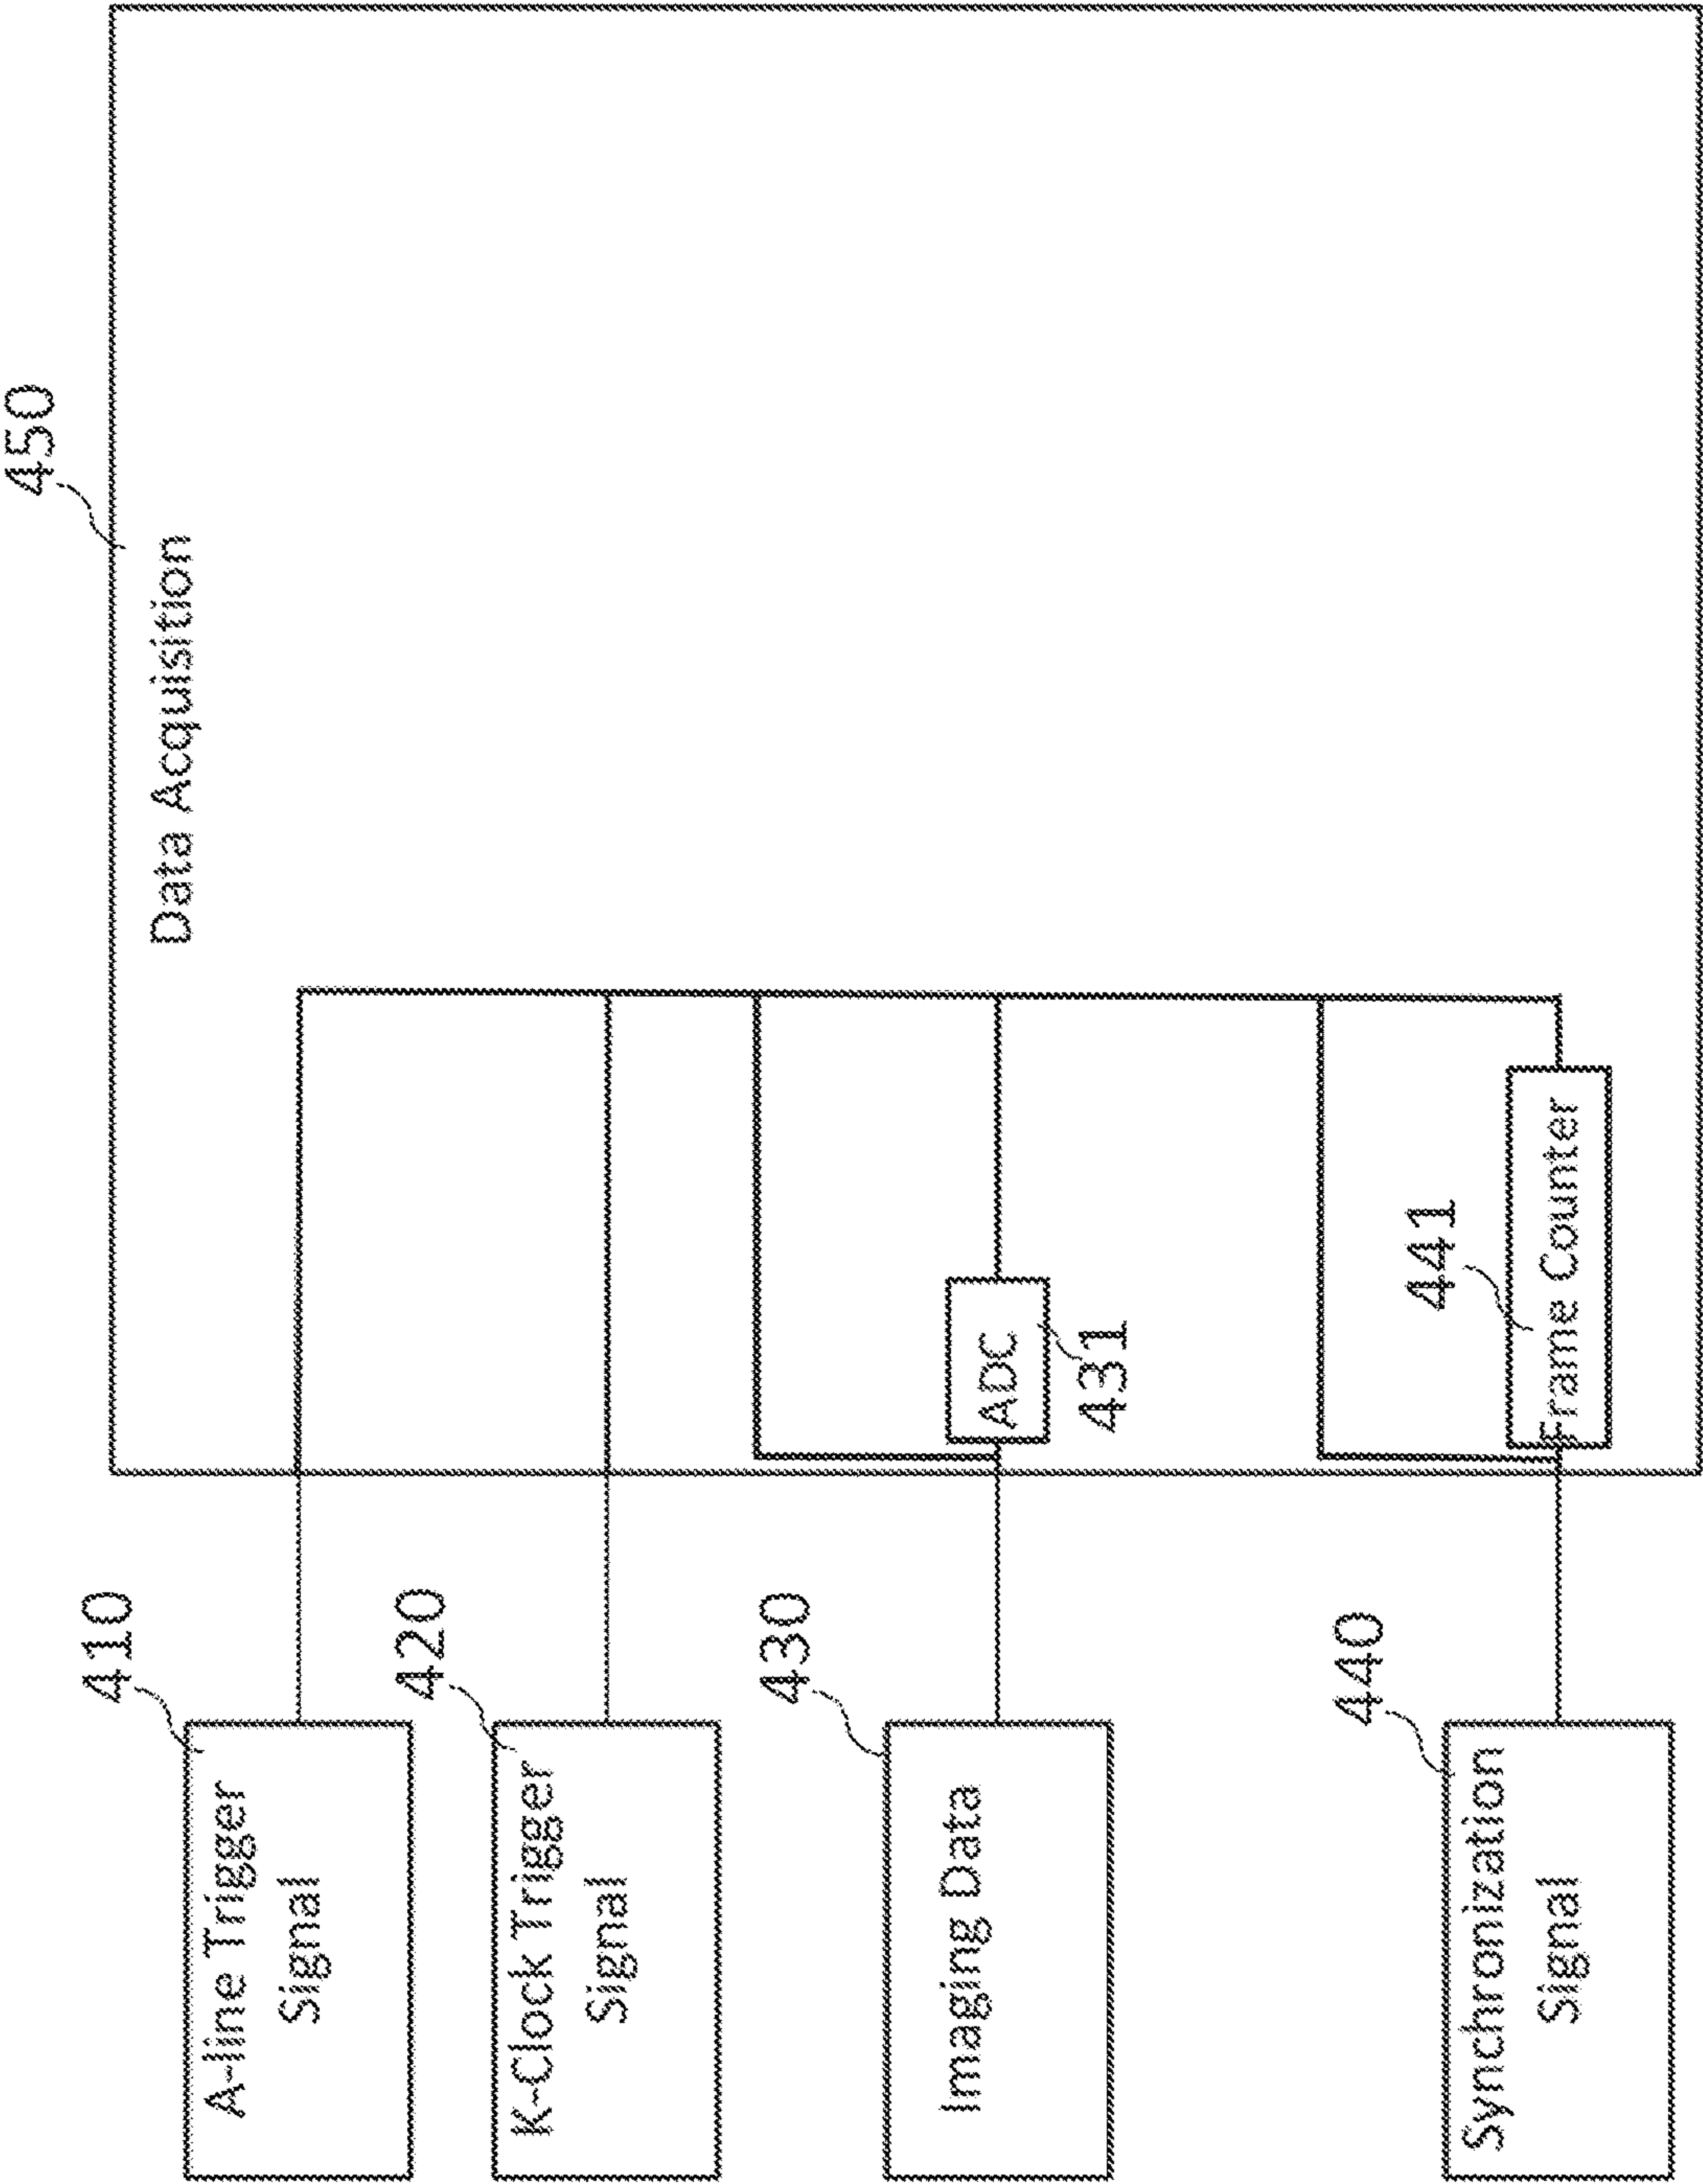 450
Data Acquisition
410
A-line Trigger
Signal
420
K-Clock Trigger
Signal
430
Imaging Data
ADC
431
440
Synchronization
Signal
441
Frame Counter